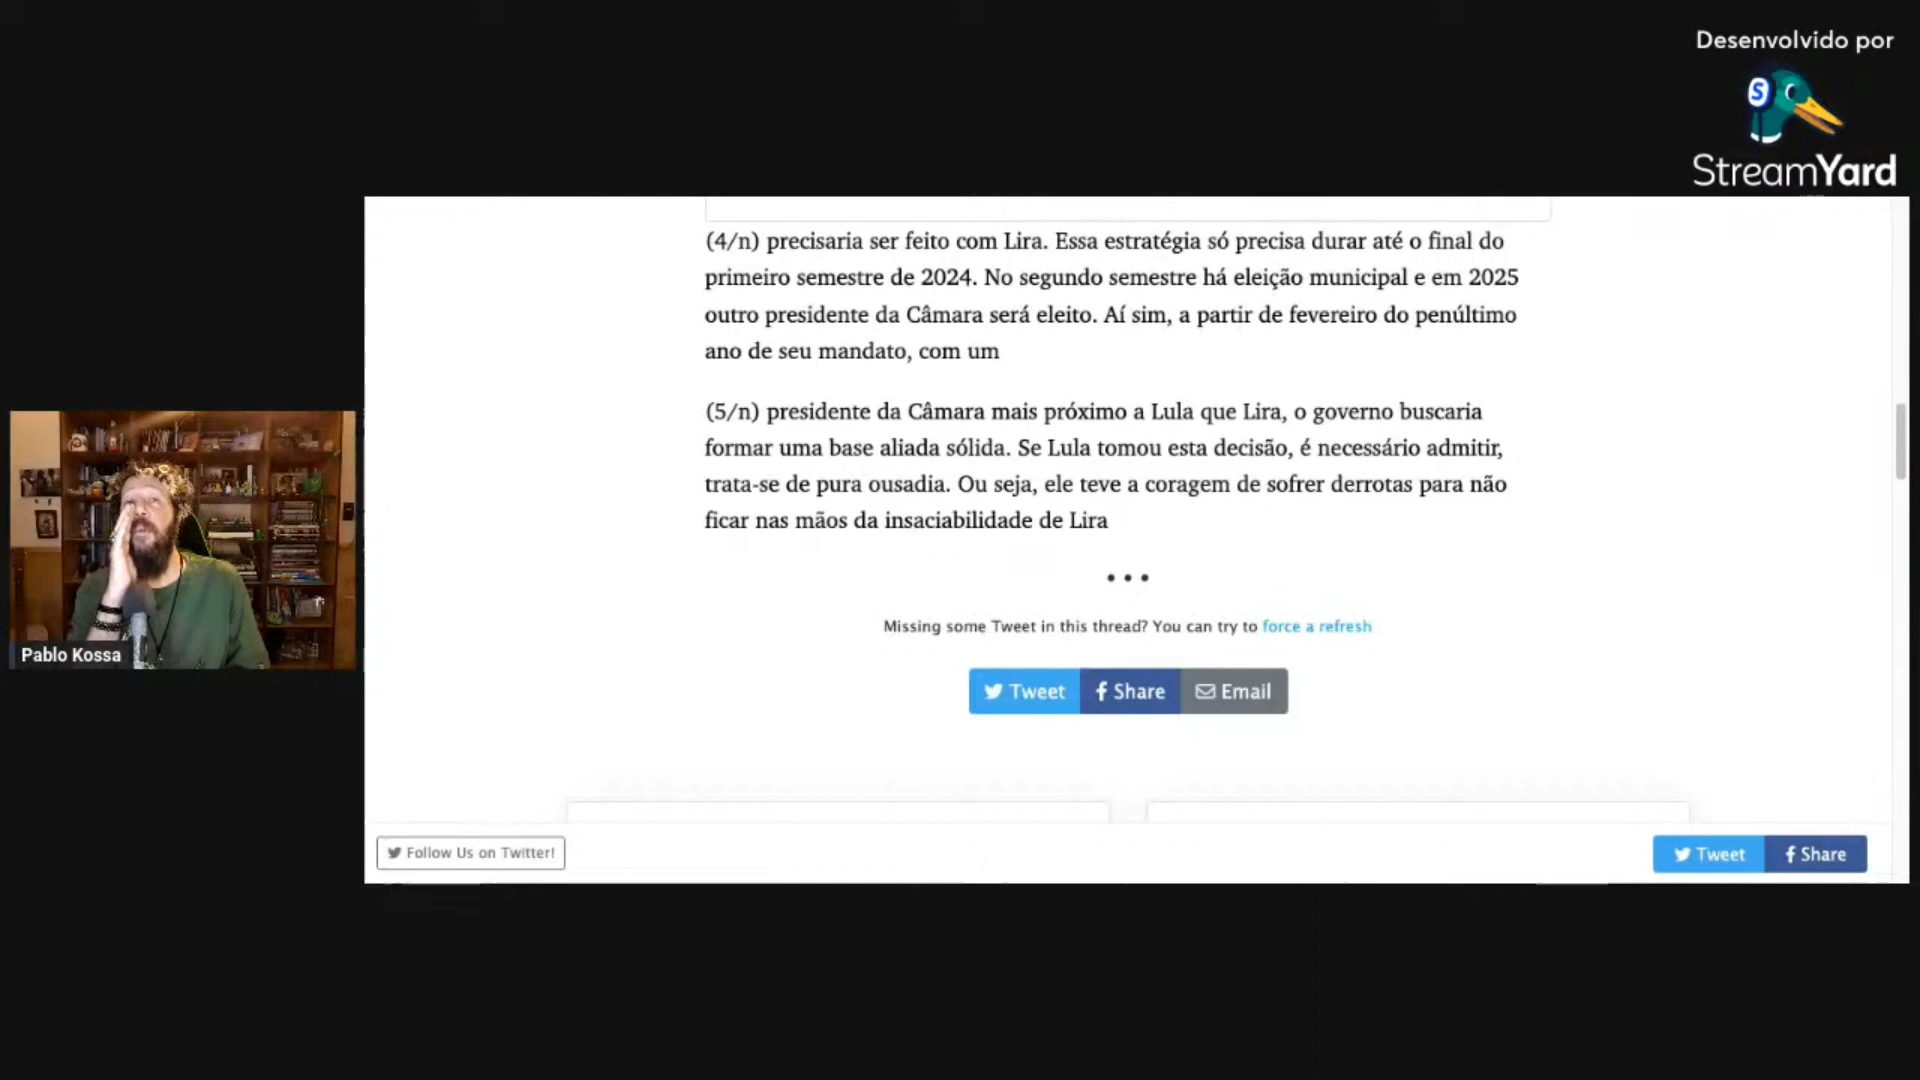 Desenvolvido por
S
StreamYard
(4/n) precisaria ser feito com Lira. Essa estratégia só precisa durar até o final do
primeiro semestre de 2024. No segundo semestre há eleição municipal e em 2025
outro presidente da Câmara será eleito. Aí sim, a partir de fevereiro do penúltimo
ano de seu mandato, com um
(5/n) presidente da Câmara mais próximo a Lula que Lira, o governo buscaria
formar uma base aliada sólida. Se Lula tomou esta decisão, é necessário admitir,
trata-se de pura ousadia. Ou seja, ele teve a coragem de sofrer derrotas para não
ficar nas mãos da insaciabilidade de Lira
• • •
Missing some Tweet in this thread? You can try to force a refresh
Tweet Share Email
Pablo Kossa
Follow Us on Twitter!
Tweet Share